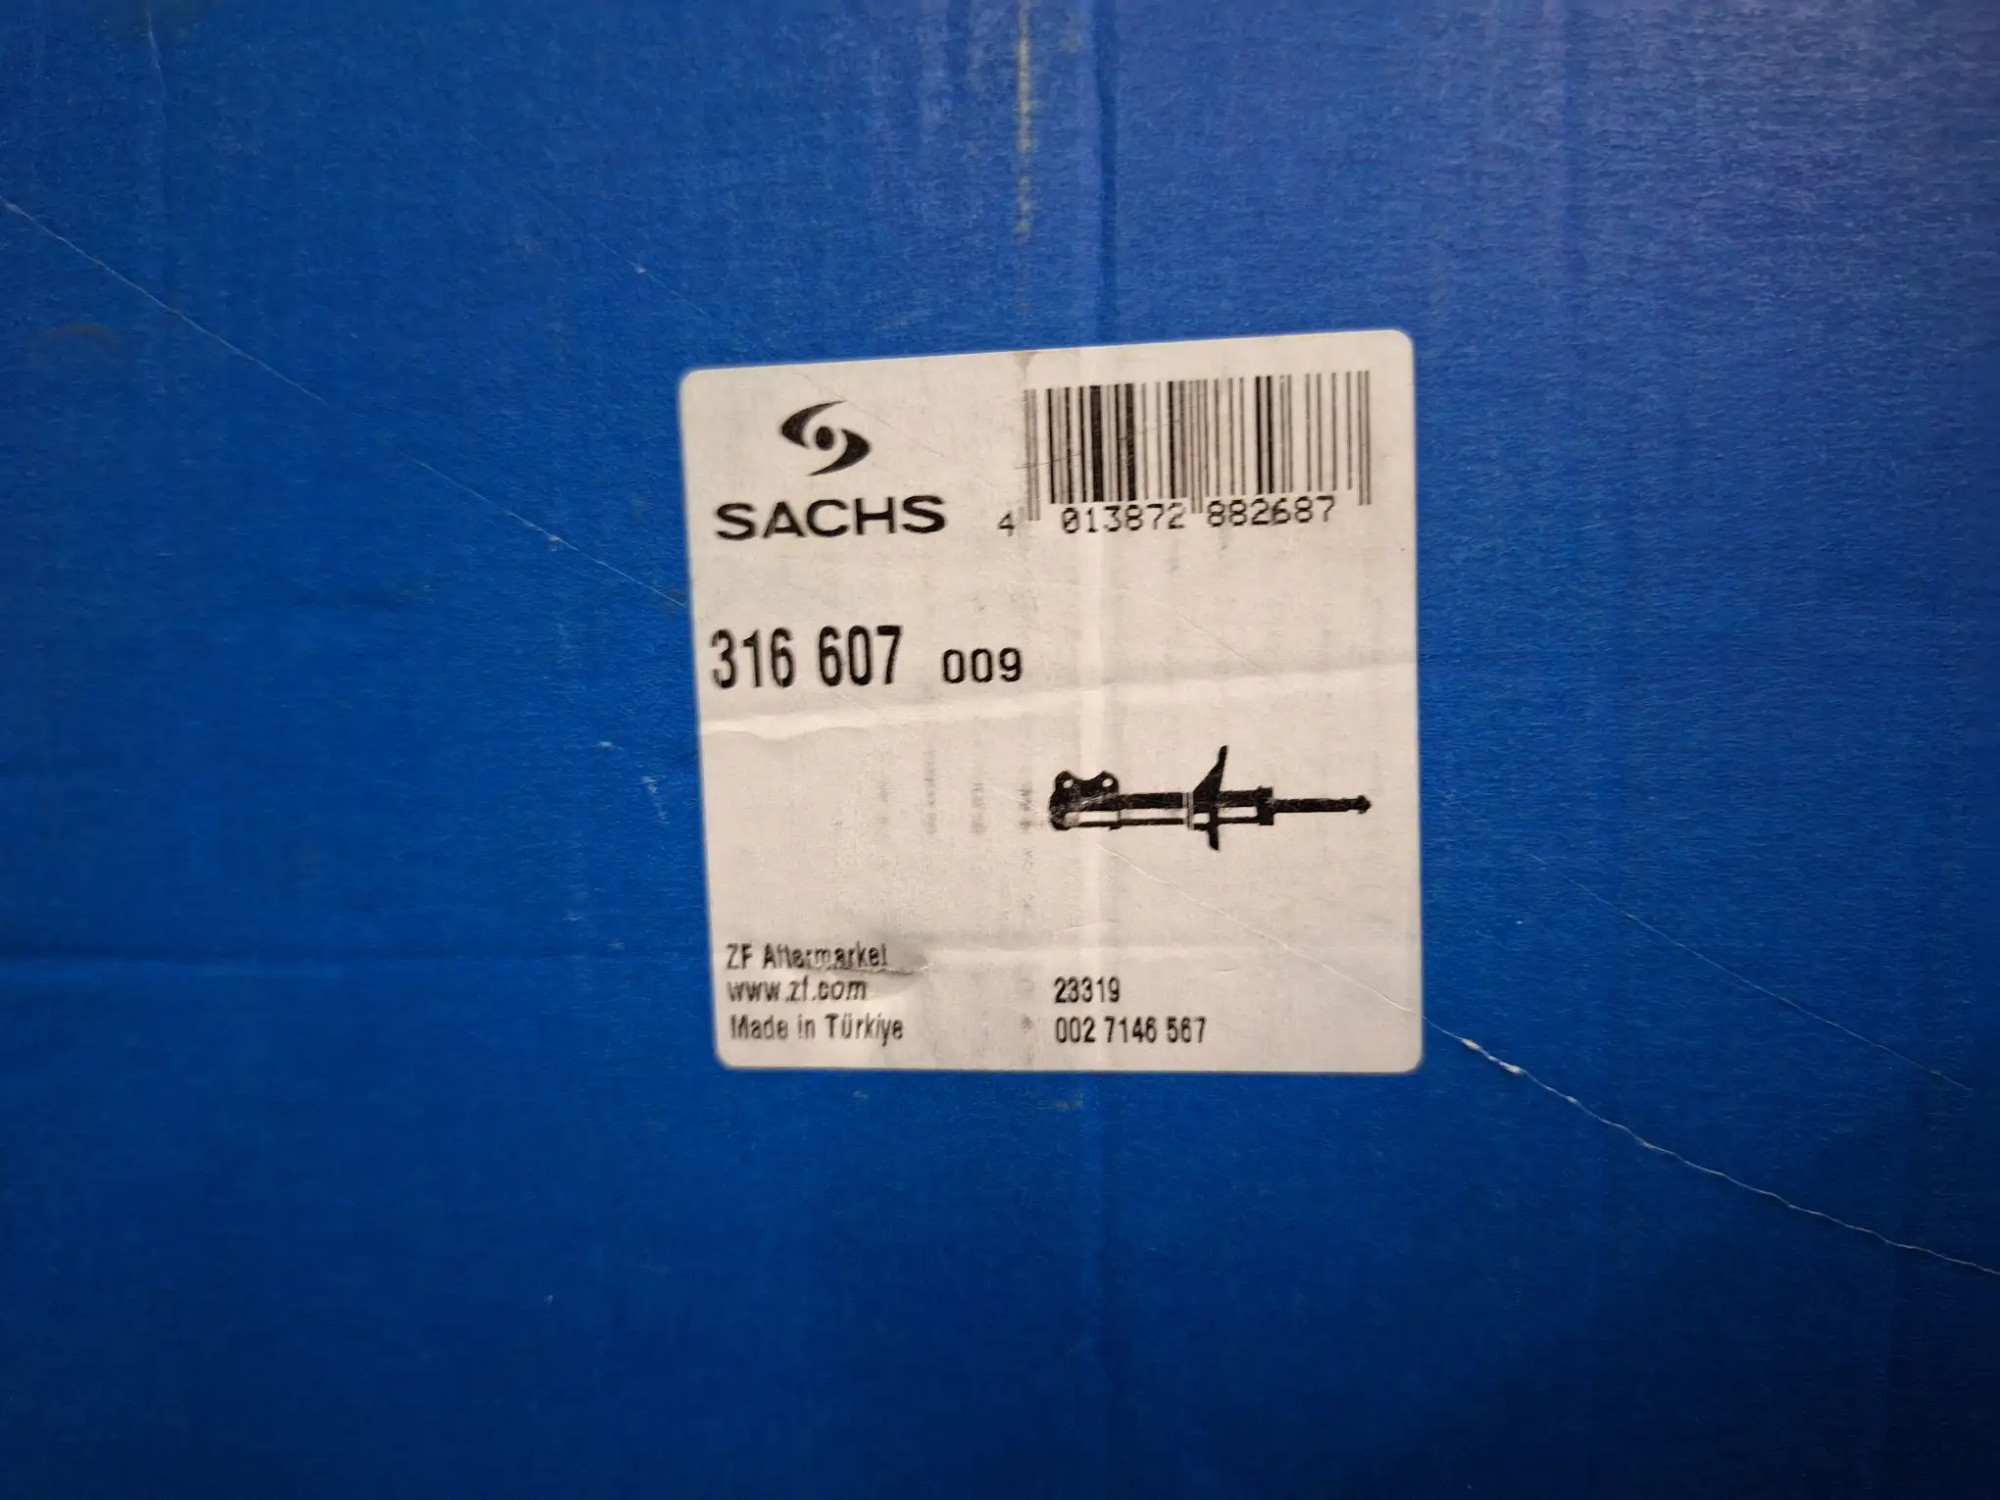 SACHS
4 013872 882687
316 607 009
ZF Aftermarket
www.zf.com
Made in Türkiye
23319
002 7146 567